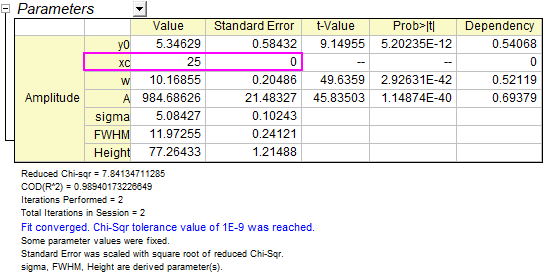 Parameters
Value Standard Error t-Value Prob>|t| Dependency
y0 5.34629 0.58432 9.14955 5.20235E-12 0.54068
xc 25 0 -- -- 0
w 10.16855 0.20486 49.6359 2.92631E-42 0.52119
Amplitude A 984.68626 21.48327 45.83503 1.14874E-40 0.69379
sigma 5.08427 0.10243
FWHM 11.97255 0.24121
Height 77.26433 1.21488
Reduced Chi-sqr = 7.84134711285
COD(R^2) = 0.98940173226649
Iterations Performed = 2
Total Iterations in Session = 2
Fit converged. Chi-Sqr tolerance value of 1E-9 was reached.
Some parameter values were fixed.
Standard Error was scaled with square root of reduced Chi-Sqr.
sigma, FWHM, Height are derived parameter(s).